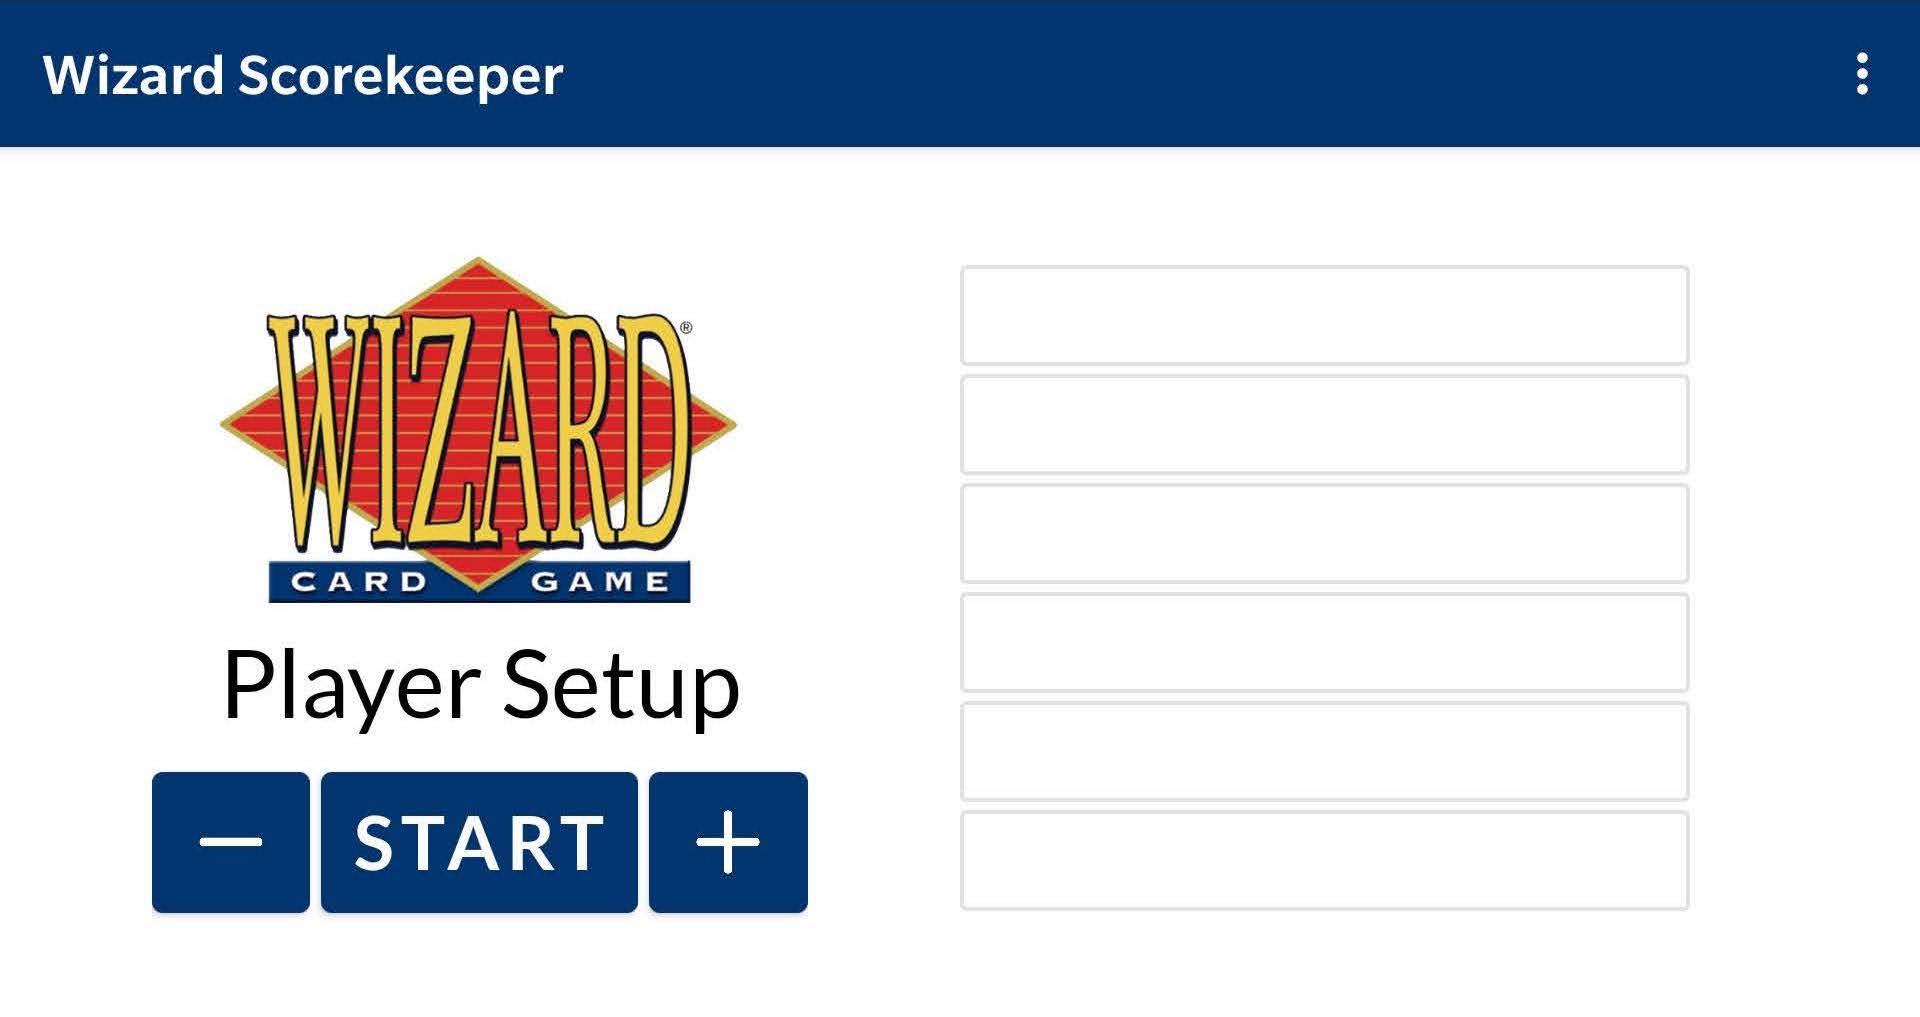 Wizard Scorekeeper
WIZARD®
CARD GAME
Player Setup
− START +